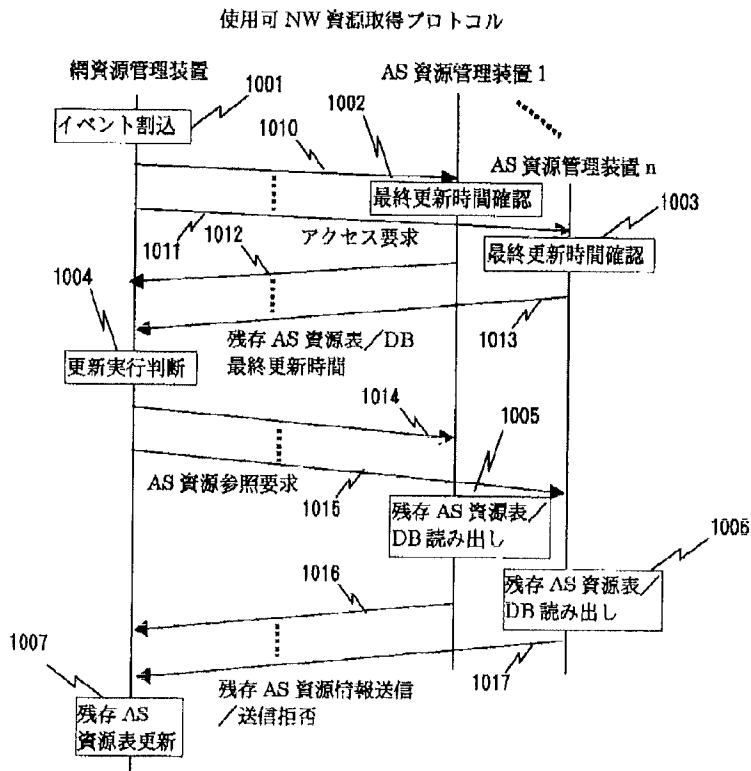 使用可 NW 資源取得プロトコル
網資源管理装置
AS 資源管理装置 1
1001
1002
イベント割込
1010
AS 資源管理装置 n
最終更新時間確認
1003
1011
1012
アクセス要求
最終更新時間確認
1004
1013
残存 AS 資源表/DB
最終更新時間
更新実行判断
1014
1005
AS 資源参照要求
1015
残存 AS 資源表/
DB 読み出し
1006
1016
残存 AS 資源表/
DB 読み出し
1007
1017
残存 AS 資源情報送信
/送信拒否
残存 AS
資源表更新